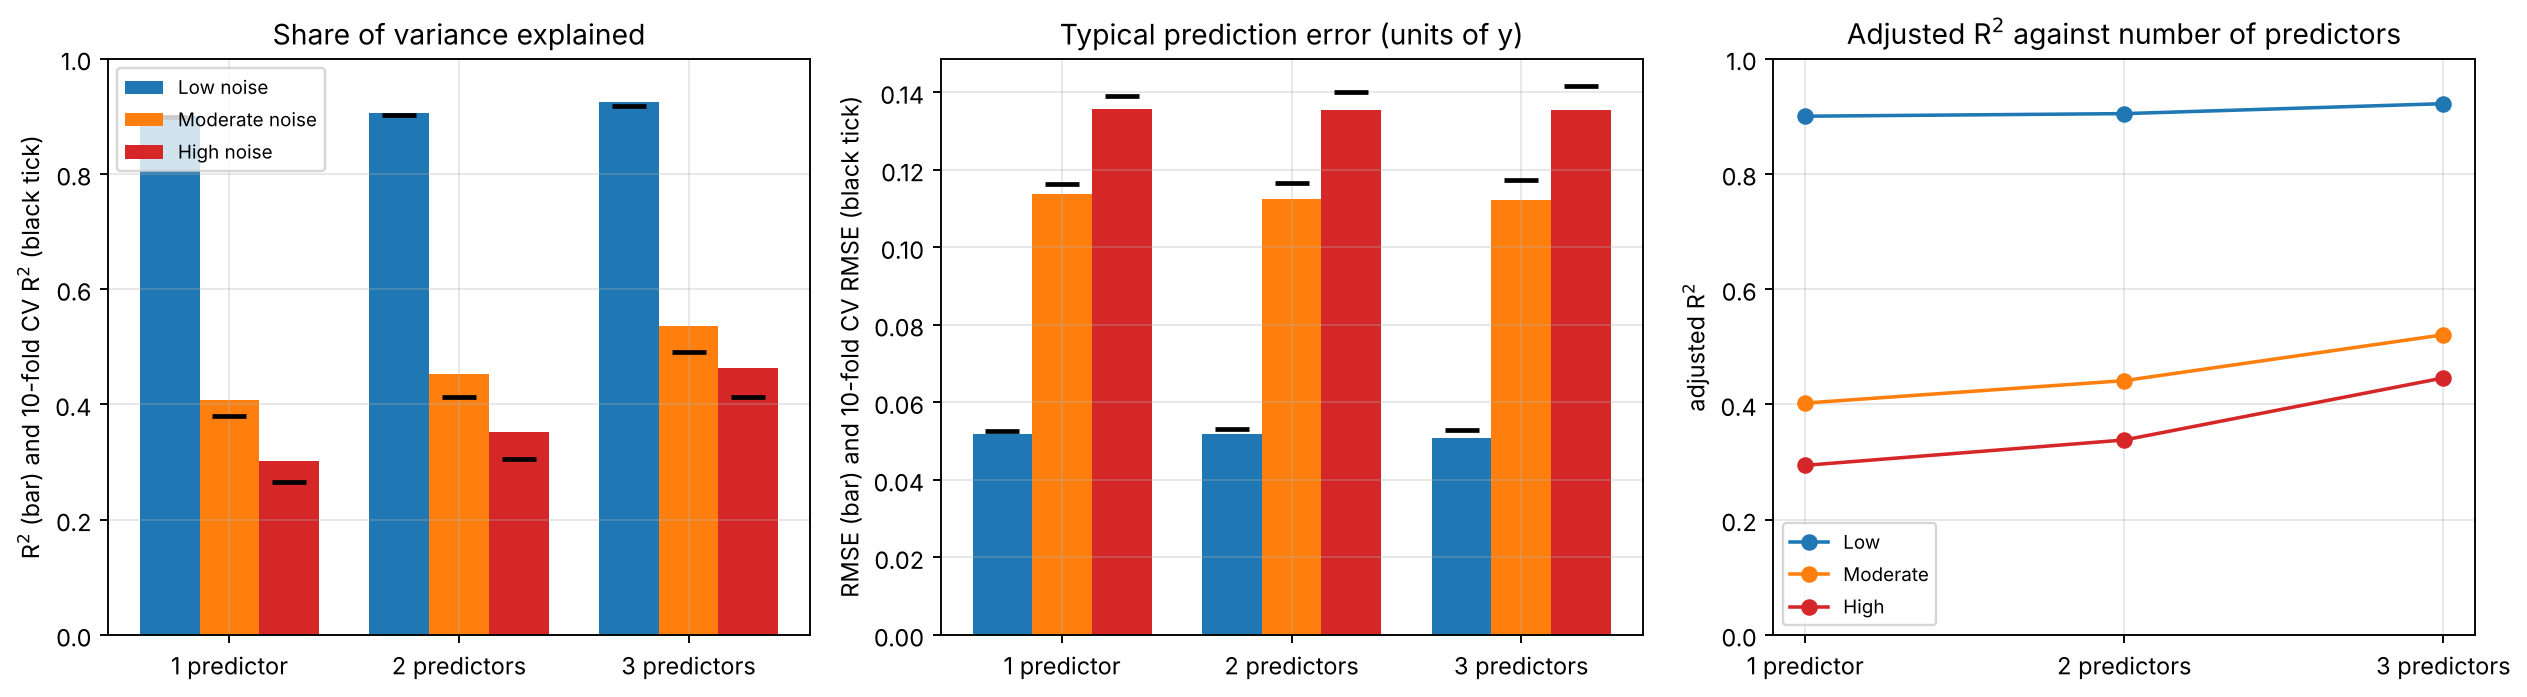 Share of variance explained
R² (bar) and 10-fold CV R² (black tick)
1.0
0.8
0.6
0.4
0.2
0.0
Low noise
Moderate noise
High noise
1 predictor
2 predictors
3 predictors
Typical prediction error (units of y)
RMSE (bar) and 10-fold CV RMSE (black tick)
0.14
0.12
0.10
0.08
0.06
0.04
0.02
0.00
1 predictor
2 predictors
3 predictors
Adjusted R² against number of predictors
adjusted R²
1.0
0.8
0.6
0.4
0.2
0.0
Low
Moderate
High
1 predictor
2 predictors
3 predictors